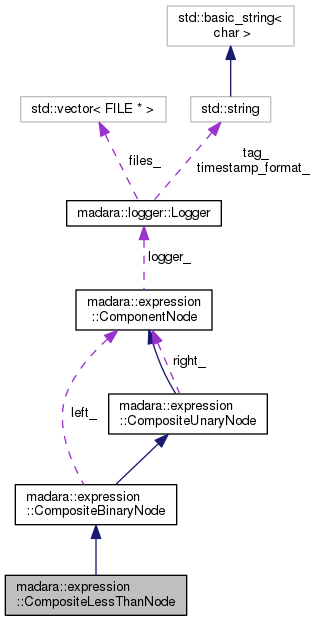 std::basic_string<
char >
std::vector< FILE * >
std::string
files_
tag_
timestamp_format_
madara::logger::Logger
logger_
madara::expression
::ComponentNode
right_
madara::expression
::CompositeUnaryNode
left_
madara::expression
::CompositeBinaryNode
madara::expression
::CompositeLessThanNode